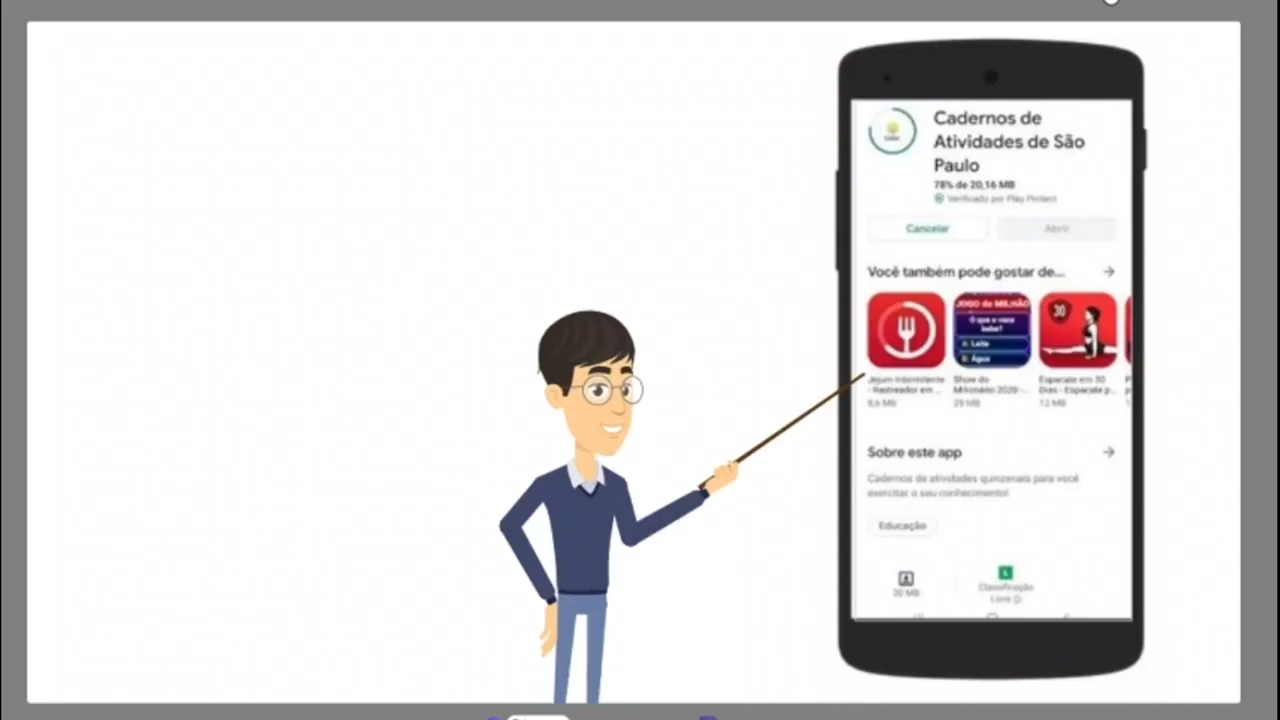 Cadernos de
Atividades de São
Paulo
78% de 20,16 MB
Verificado por Play Protect
Cancelar
Abrir
Você também pode gostar de...
JOGO do MILHÃO
O que a vaca
bebe?
A: Leite
B: Água
30
Jejum Intermitente
- Rastreador em ...
8,6 MB
Show do
Milionário 2020 -...
29 MB
Espacate em 30
Dias - Espacate p...
12 MB
Sobre este app
Cadernos de atividades quinzenais para você
exercitar o seu conhecimento!
Educação
20 MB
L
Classificação
Livre